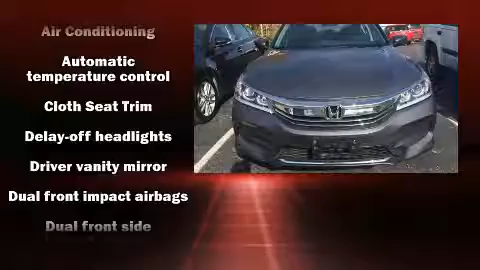 Air Conditioning
Automatic
temperature control
Cloth Seat Trim
Delay-off headlights
Driver vanity mirror
Dual front impact airbags
Dual front side